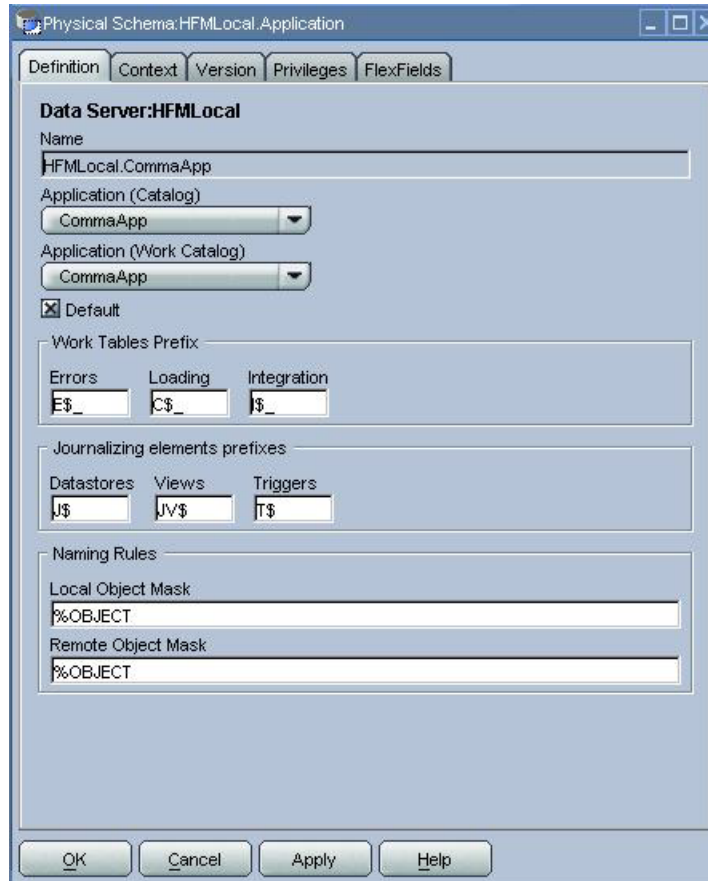 Physical Schema:HFMLocal.Application
Definition Context Version Privileges FlexFields
Data Server:HFMLocal
Name
HFMLocal.CommaApp
Application (Catalog)
CommaApp
Application (Work Catalog)
CommaApp
Default
Work Tables Prefix
Errors Loading Integration
E$_ C$_ I$_
Journalizing elements prefixes
Datastores Views Triggers
J$ JV$ T$
Naming Rules
Local Object Mask
%OBJECT
Remote Object Mask
%OBJECT
OK Cancel Apply Help